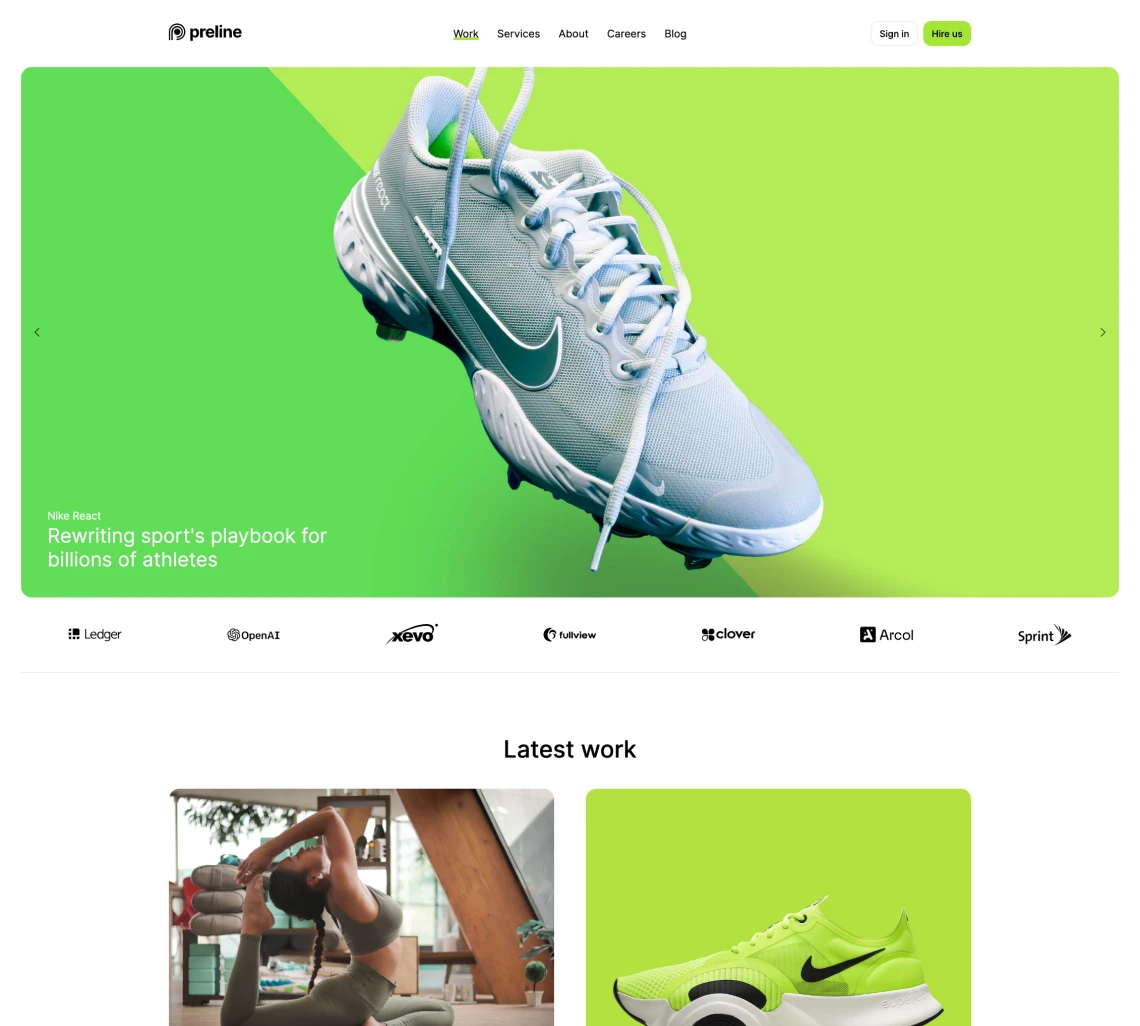 preline
Work
Services
About
Careers
Blog
Sign in
Hire us
Nike React
Rewriting sport's playbook for
billions of athletes
Ledger
OpenAI
xevo
fullview
clover
Arcol
Sprint
Latest work